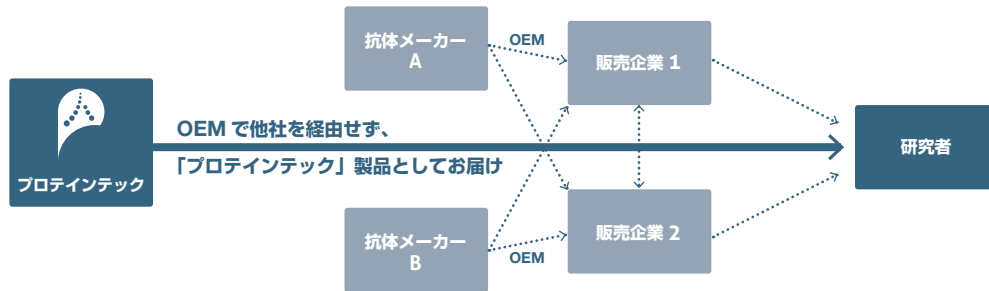 抗体メーカー
A
OEM
販売企業 1
プロテインテック
OEM で他社を経由せず、
「プロテインテック」製品としてお届け
研究者
抗体メーカー
B
OEM
販売企業 2